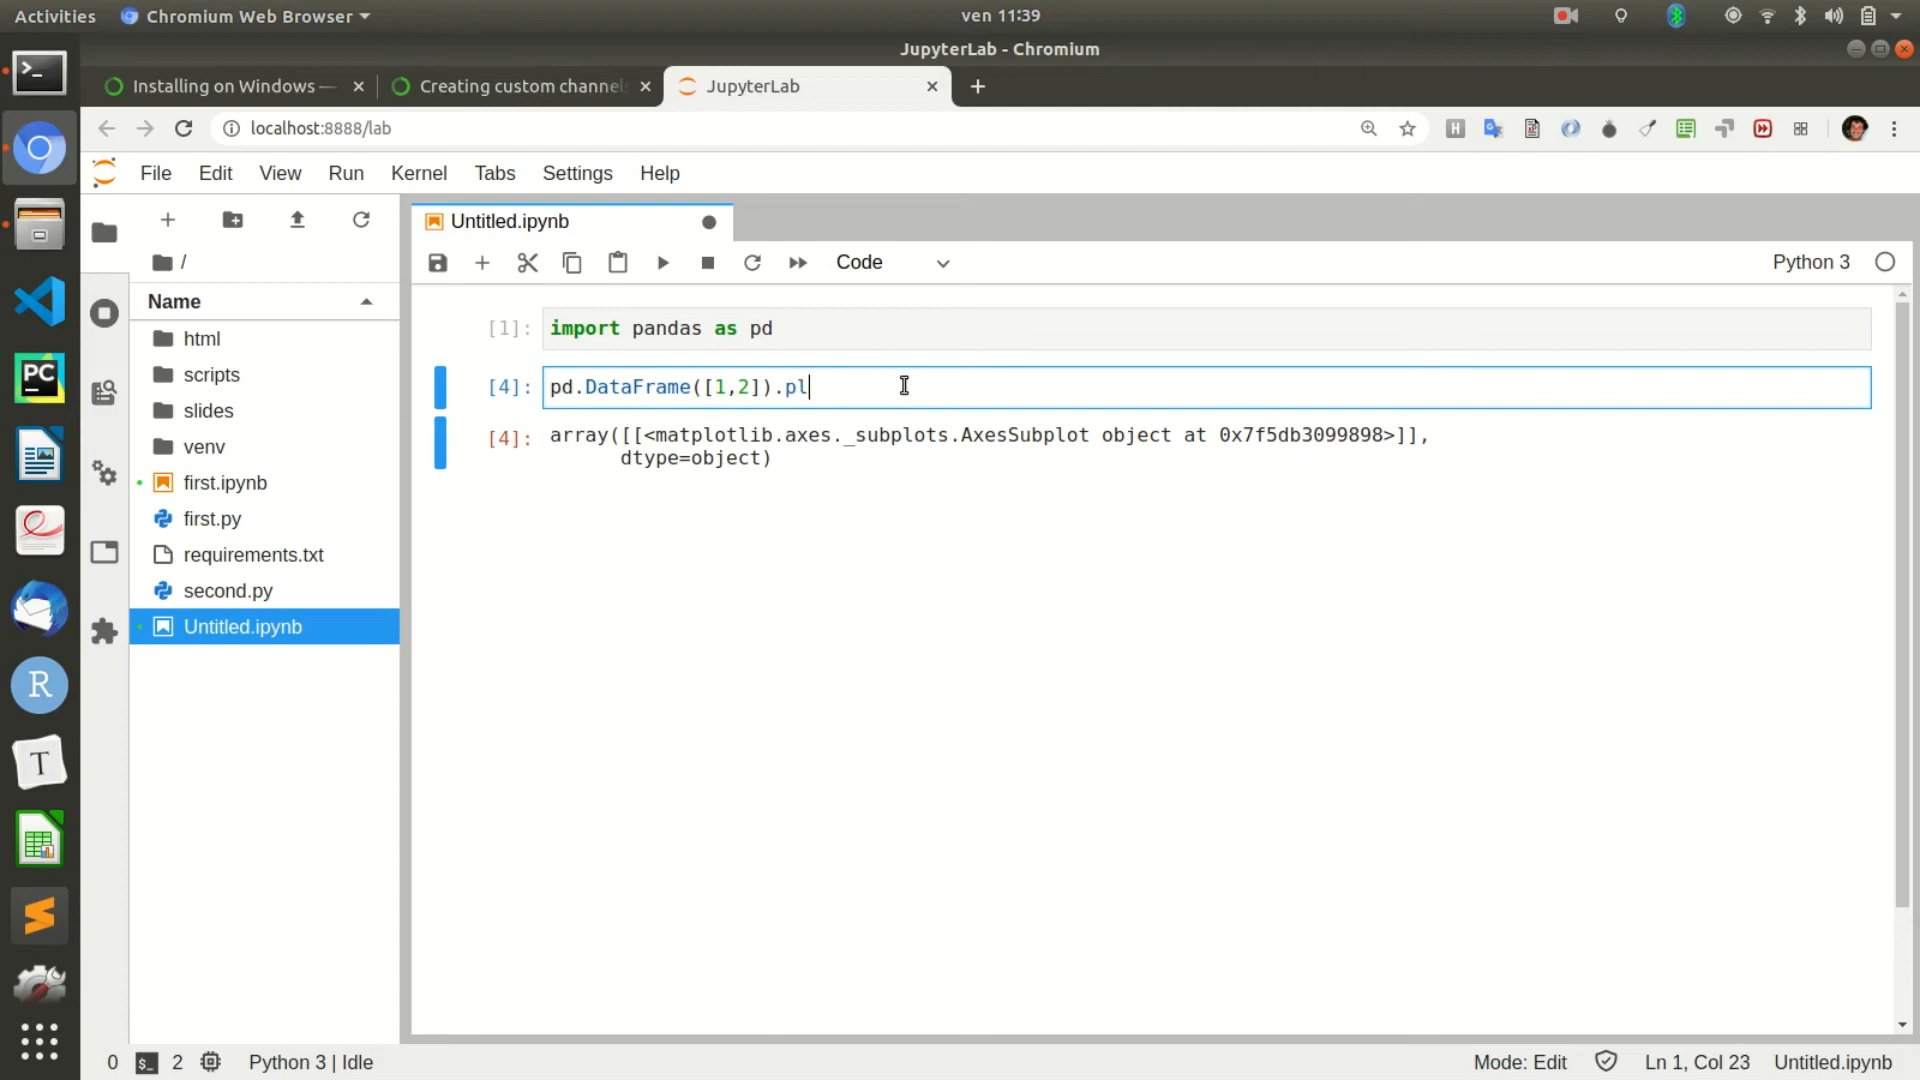 Activities
Chromium Web Browser
ven 11:39
JupyterLab - Chromium
Installing on Windows —
Creating custom channels
JupyterLab
localhost:8888/lab
File Edit View Run Kernel Tabs Settings Help
Untitled.ipynb
/
Code
Python 3
Name
html
scripts
slides
venv
first.ipynb
first.py
requirements.txt
second.py
Untitled.ipynb
[1]: import pandas as pd
[4]: pd.DataFrame([1,2]).pl
[4]: array([[<matplotlib.axes._subplots.AxesSubplot object at 0x7f5db3099898>]],
dtype=object)
PC
R
T
0
$_
2
Python 3 | Idle
Mode: Edit
Ln 1, Col 23
Untitled.ipynb